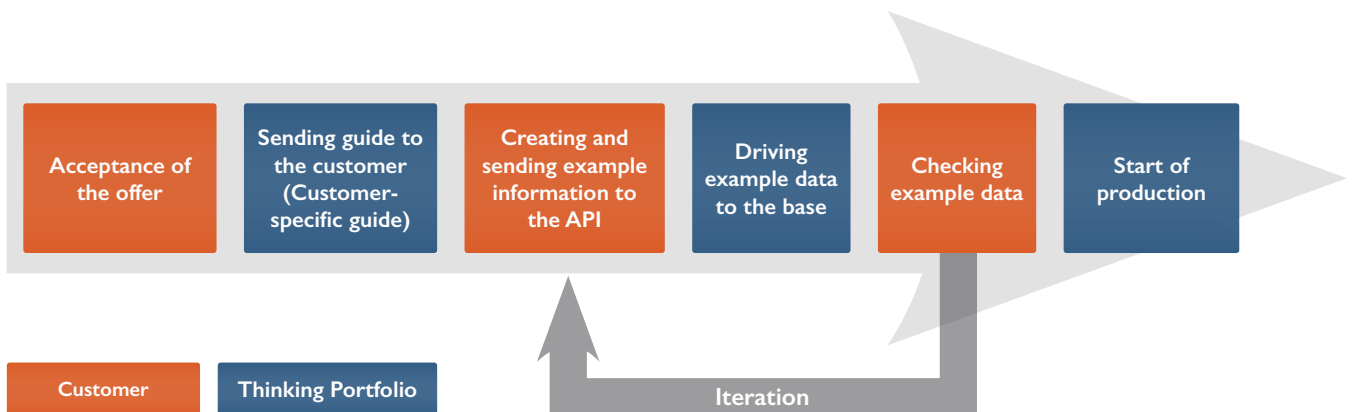 Acceptance of
the offer
Sending guide to
the customer
(Customer-
specific guide)
Creating and
sending example
information to
the API
Driving
example data
to the base
Checking
example data
Start of
production
Customer
Thinking Portfolio
Iteration